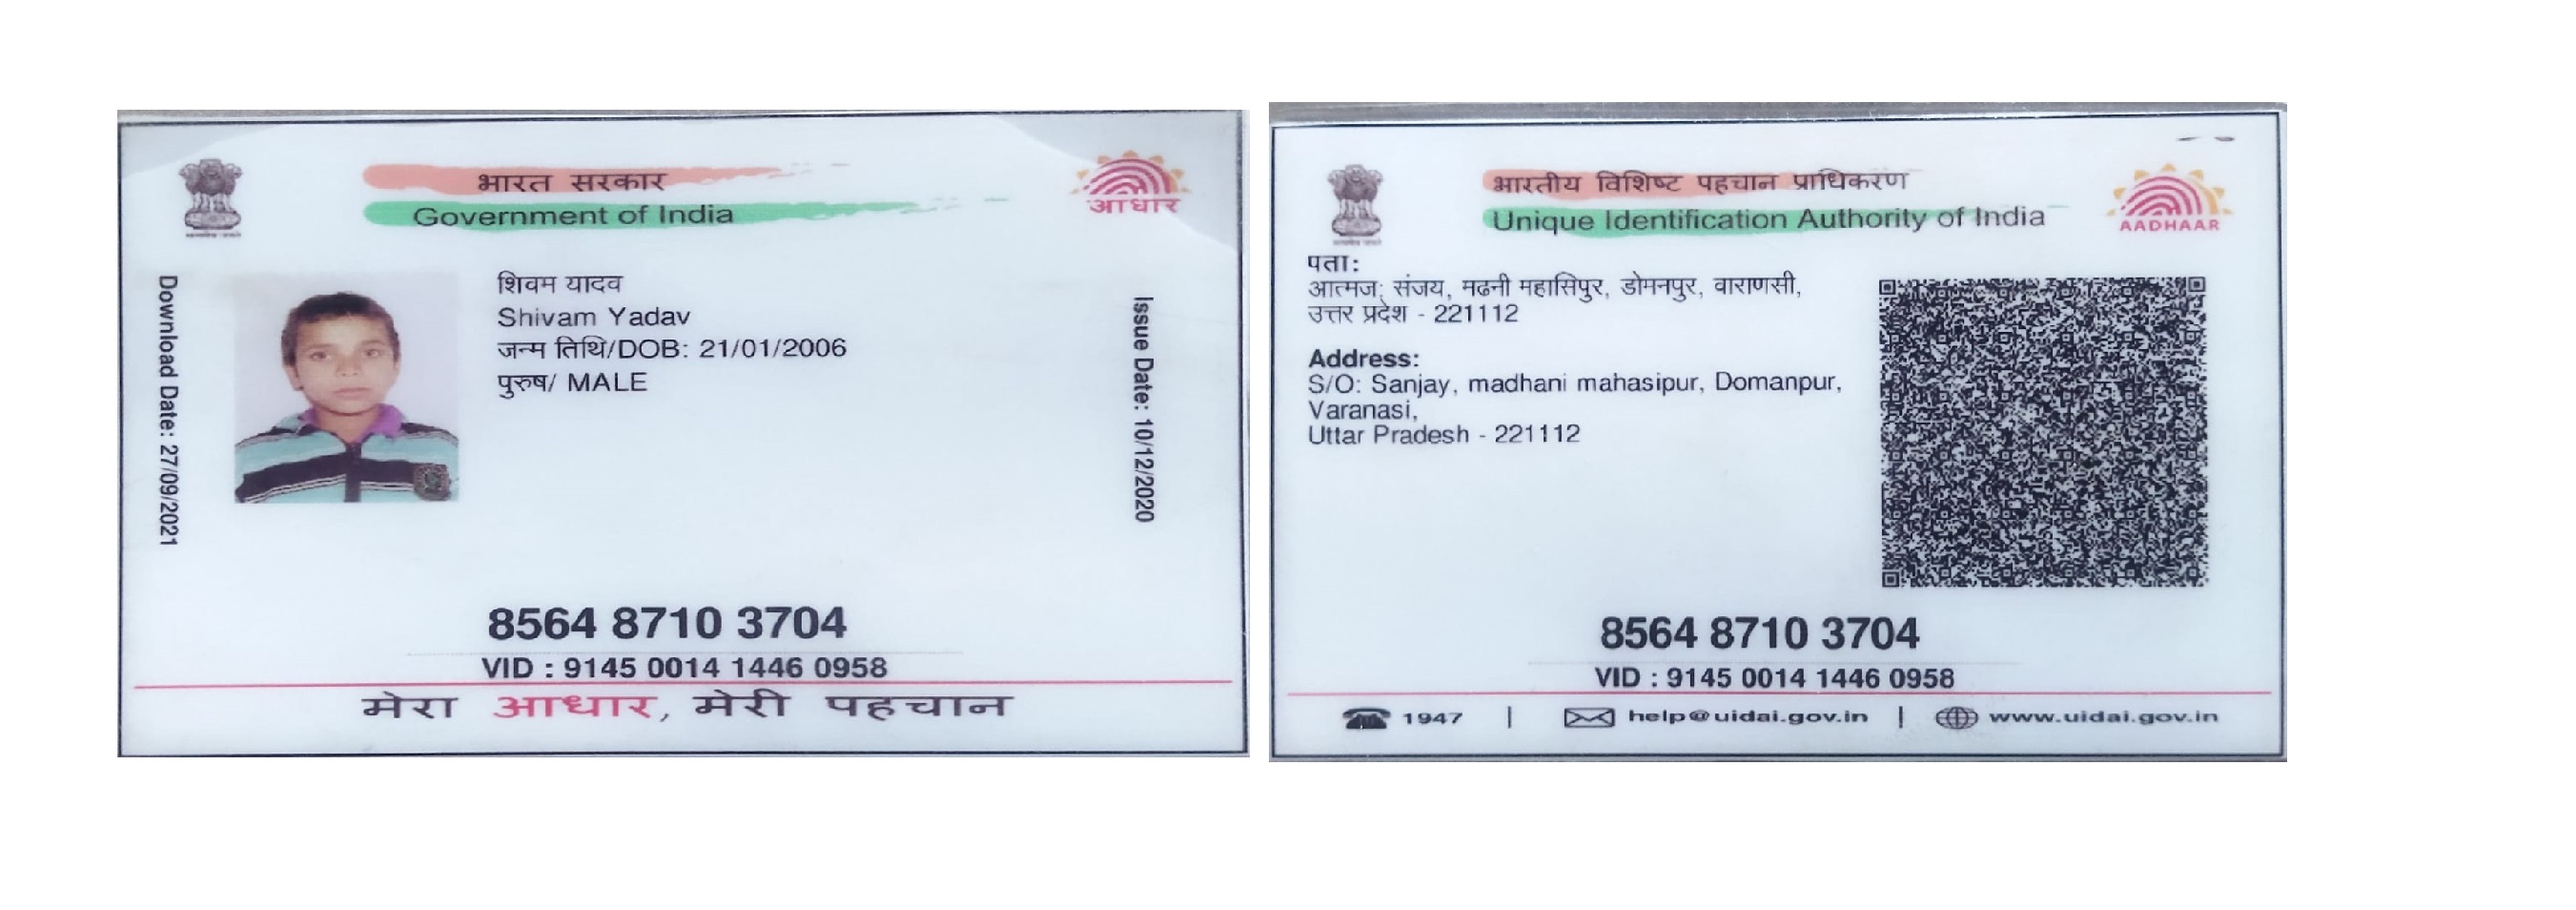 भारत सरकार
Government of India
आधार
Download Date: 27/09/2021
शिवम यादव
Shivam Yadav
जन्म तिथि/DOB: 21/01/2006
पुरुष/ MALE
Issue Date: 10/12/2020
8564 8710 3704
VID : 9145 0014 1446 0958
मेरा आधार, मेरी पहचान
भारतीय विशिष्ट पहचान प्राधिकरण
Unique Identification Authority of India
AADHAAR
पता:
आत्मज: संजय, मढनी महासिपुर, डोमनपुर, वाराणसी,
उत्तर प्रदेश - 221112
Address:
S/O: Sanjay, madhani mahasipur, Domanpur,
Varanasi,
Uttar Pradesh - 221112
8564 8710 3704
VID : 9145 0014 1446 0958
1947 | help@uidai.gov.in | www.uidai.gov.in